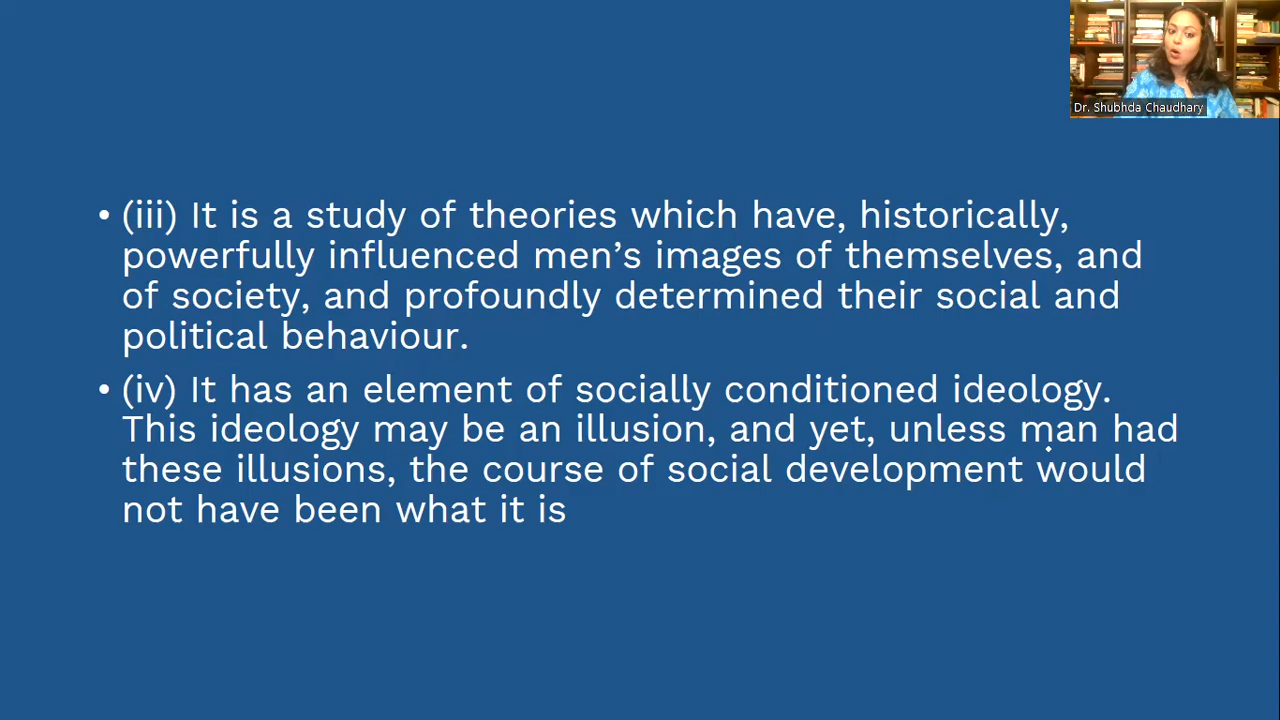 Dr. Shubhda Chaudhary
• (iii) It is a study of theories which have, historically,
powerfully influenced men’s images of themselves, and
of society, and profoundly determined their social and
political behaviour.
• (iv) It has an element of socially conditioned ideology.
This ideology may be an illusion, and yet, unless man had
these illusions, the course of social development would
not have been what it is